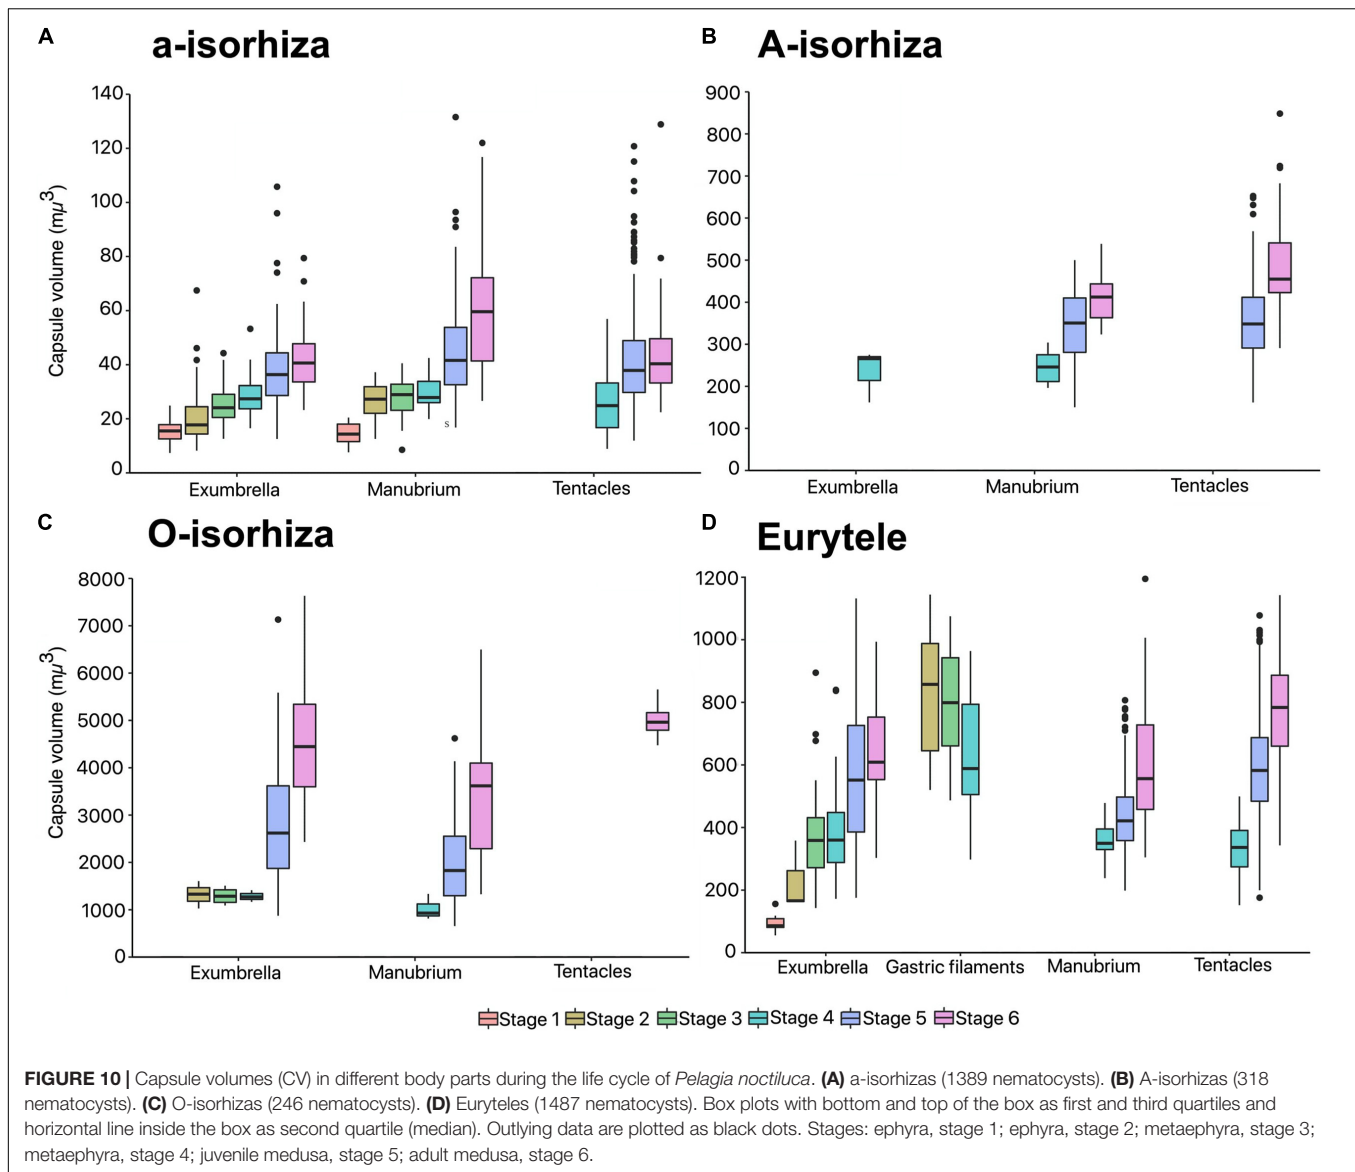 A
a-isorhiza
Capsule volume (mμ³)
140
120
100
80
60
40
20
0
s
Exumbrella Manubrium Tentacles
B
A-isorhiza
900
800
700
600
500
400
300
200
100
0
Exumbrella Manubrium Tentacles
C
O-isorhiza
Capsule volume (mμ³)
8000
7000
6000
5000
4000
3000
2000
1000
0
Exumbrella Manubrium Tentacles
D
Eurytele
1200
1000
800
600
400
200
0
Exumbrella Gastric filaments Manubrium Tentacles
Stage 1 Stage 2 Stage 3 Stage 4 Stage 5 Stage 6
FIGURE 10 | Capsule volumes (CV) in different body parts during the life cycle of Pelagia noctiluca. (A) a-isorhizas (1389 nematocysts). (B) A-isorhizas (318
nematocysts). (C) O-isorhizas (246 nematocysts). (D) Euryteles (1487 nematocysts). Box plots with bottom and top of the box as first and third quartiles and
horizontal line inside the box as second quartile (median). Outlying data are plotted as black dots. Stages: ephyra, stage 1; ephyra, stage 2; metaephyra, stage 3;
metaephyra, stage 4; juvenile medusa, stage 5; adult medusa, stage 6.